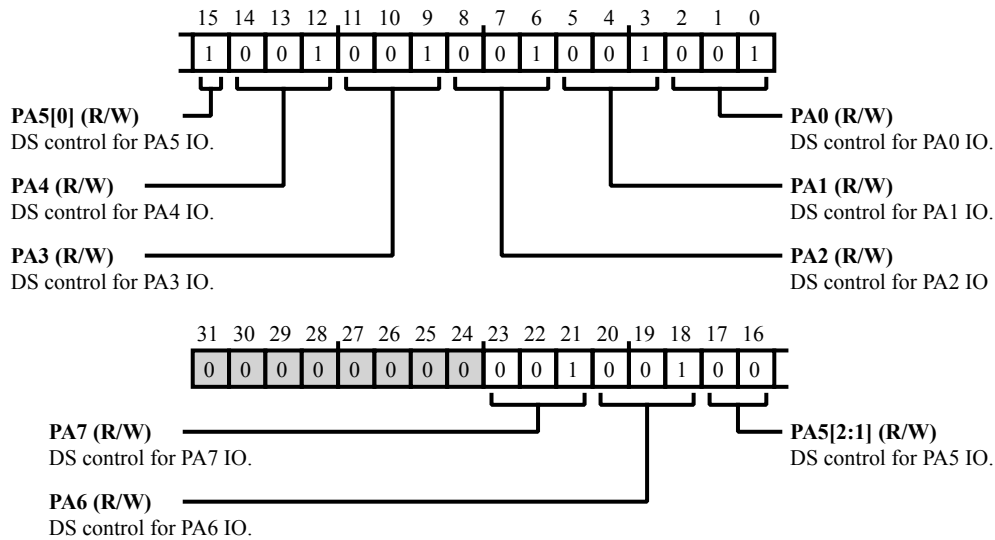 15 14 13 12 11 10 9 8 7 6 5 4 3 2 1 0
1 0 0 1 0 0 1 0 0 1 0 0 1 0 0 1
PA5[0] (R/W)
DS control for PA5 IO.
PA0 (R/W)
DS control for PA0 IO.
PA4 (R/W)
DS control for PA4 IO.
PA1 (R/W)
DS control for PA1 IO.
PA3 (R/W)
DS control for PA3 IO.
PA2 (R/W)
DS control for PA2 IO
31 30 29 28 27 26 25 24 23 22 21 20 19 18 17 16
0 0 0 0 0 0 0 0 0 0 1 0 0 1 0 0
PA7 (R/W)
DS control for PA7 IO.
PA5[2:1] (R/W)
DS control for PA5 IO.
PA6 (R/W)
DS control for PA6 IO.